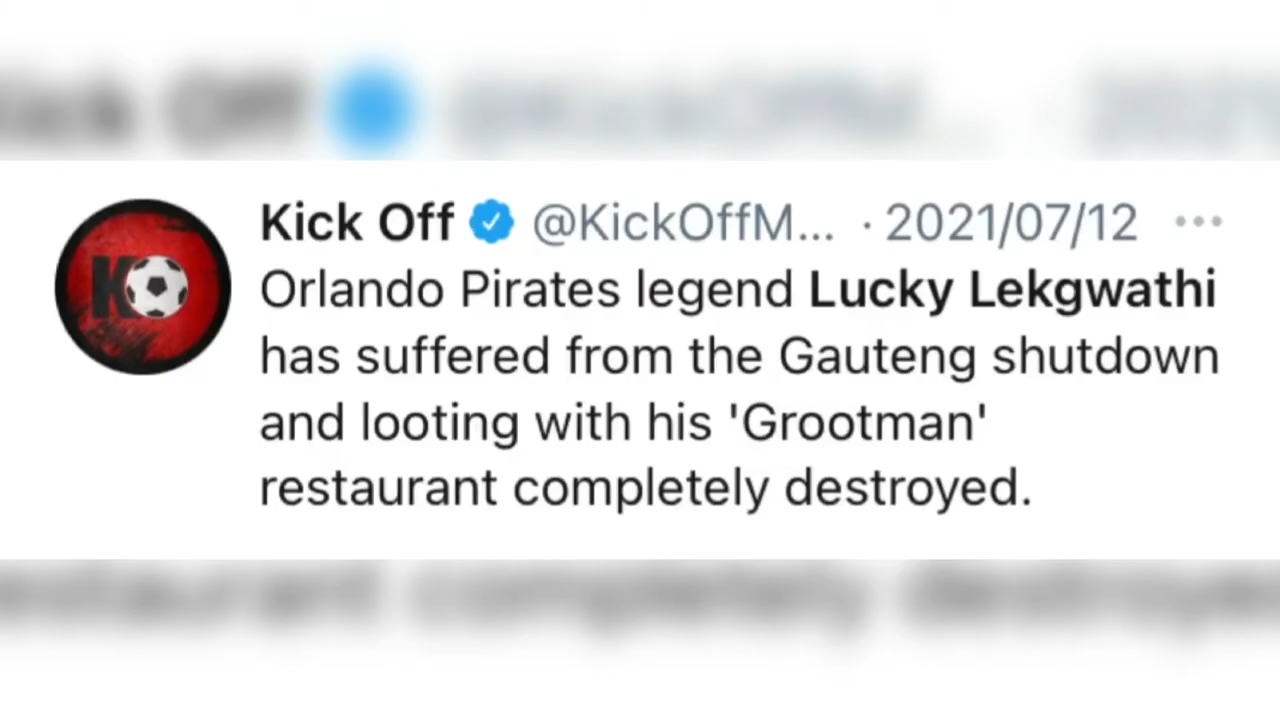 Kick Off @KickOffM... · 2021/07/12 ...
KO
Orlando Pirates legend Lucky Lekgwathi
has suffered from the Gauteng shutdown
and looting with his 'Grootman'
restaurant completely destroyed.